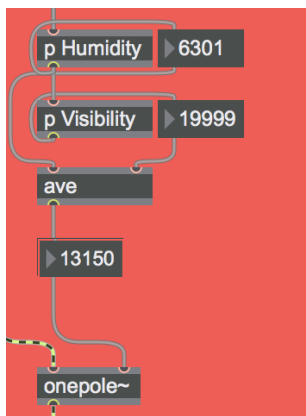 p Humidity
6301
p Visibility
19999
ave
13150
onepole~